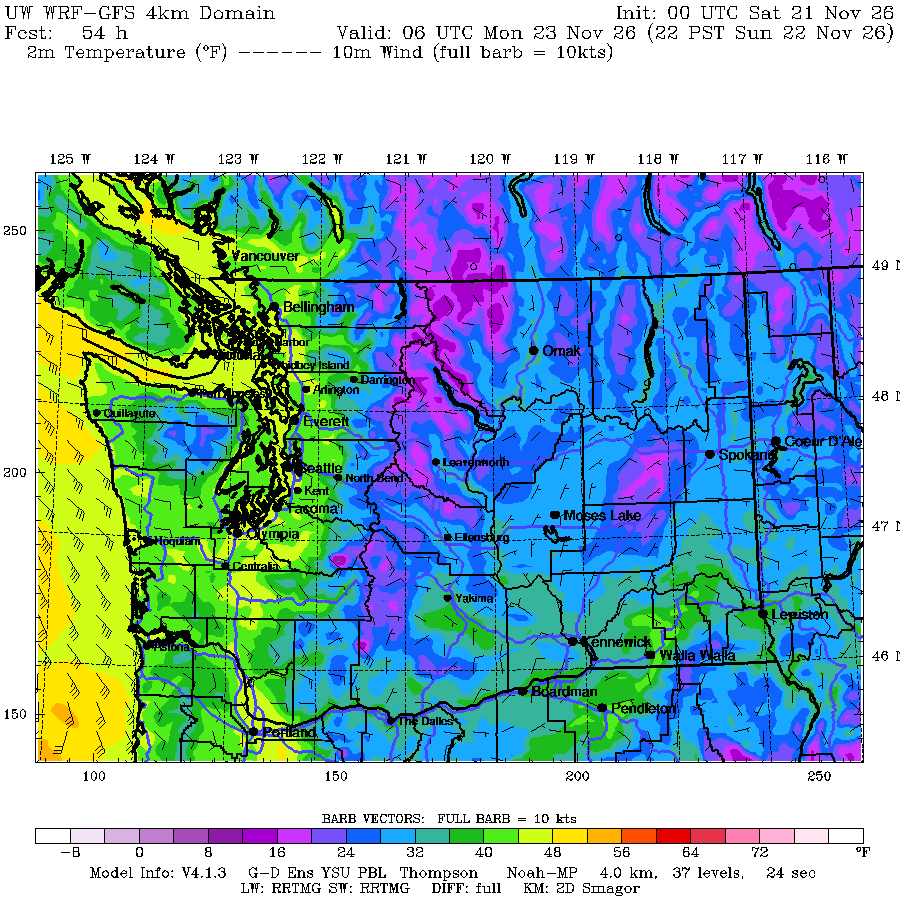 UW WRF-GFS 4km Domain Init: 00 UTC Sat 21 Nov 26
Fcst: 54 h Valid: 06 UTC Mon 23 Nov 26 (22 PST Sun 22 Nov 26)
2m Temperature (°F) ------ 10m Wind (full barb = 10kts)
125 W 124 W 123 W 122 W 121 W 120 W 119 W 118 W 117 W 116 W
250
Vancouver
49 N
Bellingham
Harbor
Omak
Island
Darrington
Arlington
48 N
Quillayute
Everett
Coeur D'Ale
Spokane
Leavenworth
Seattle
200
North Bend
Kent
Tacoma
Moses Lake
47 N
Olympia
Ellensburg
Hoquiam
Centralia
Yakima
Lewiston
Kennewick
Astoria
Walla Walla
46 N
Boardman
Pendleton
150
The Dalles
Portland
100 150 200 250
BARB VECTORS: FULL BARB = 10 kts
-8 0 8 16 24 32 40 48 56 64 72 °F
Model Info: V4.1.3 G-D Ens YSU PBL Thompson Noah-MP 4.0 km, 37 levels, 24 sec
LW: RRTMG SW: RRTMG DIFF: full KM: 2D Smagor